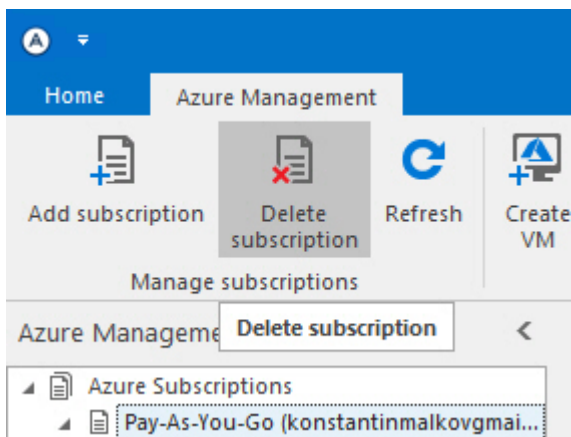 Home Azure Management
Add subscription Delete subscription Refresh Create VM
Manage subscriptions
Azure Manageme Delete subscription
Azure Subscriptions
Pay-As-You-Go (konstantinmalkovgmai...